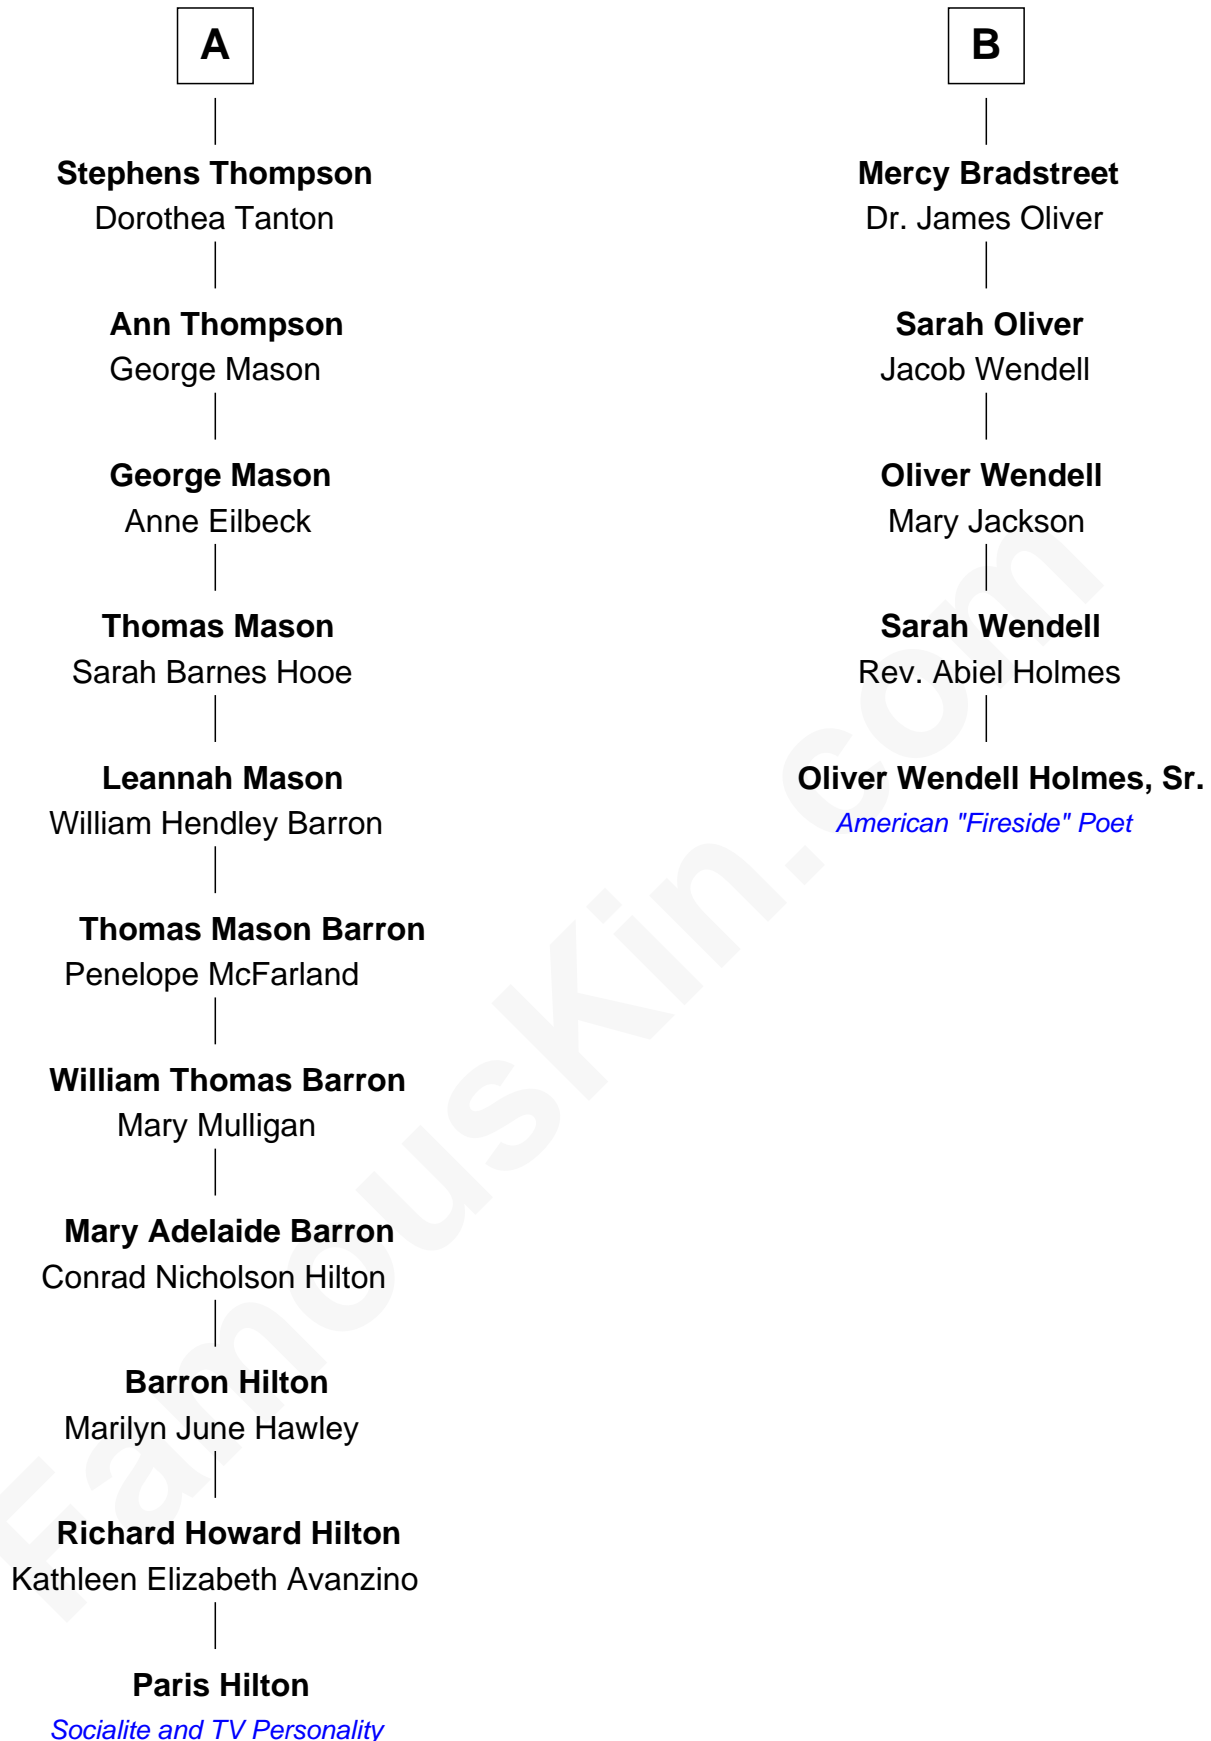 A
Stephens Thompson
Dorothea Tanton
Ann Thompson
George Mason
George Mason
Anne Eilbeck
Thomas Mason
Sarah Barnes Hooe
Leannah Mason
William Hendley Barron
Thomas Mason Barron
Penelope McFarland
William Thomas Barron
Mary Mulligan
Mary Adelaide Barron
Conrad Nicholson Hilton
Barron Hilton
Marilyn June Hawley
Richard Howard Hilton
Kathleen Elizabeth Avanzino
Paris Hilton
Socialite and TV Personality
B
Mercy Bradstreet
Dr. James Oliver
Sarah Oliver
Jacob Wendell
Oliver Wendell
Mary Jackson
Sarah Wendell
Rev. Abiel Holmes
Oliver Wendell Holmes, Sr.
American "Fireside" Poet
FamousKin.com